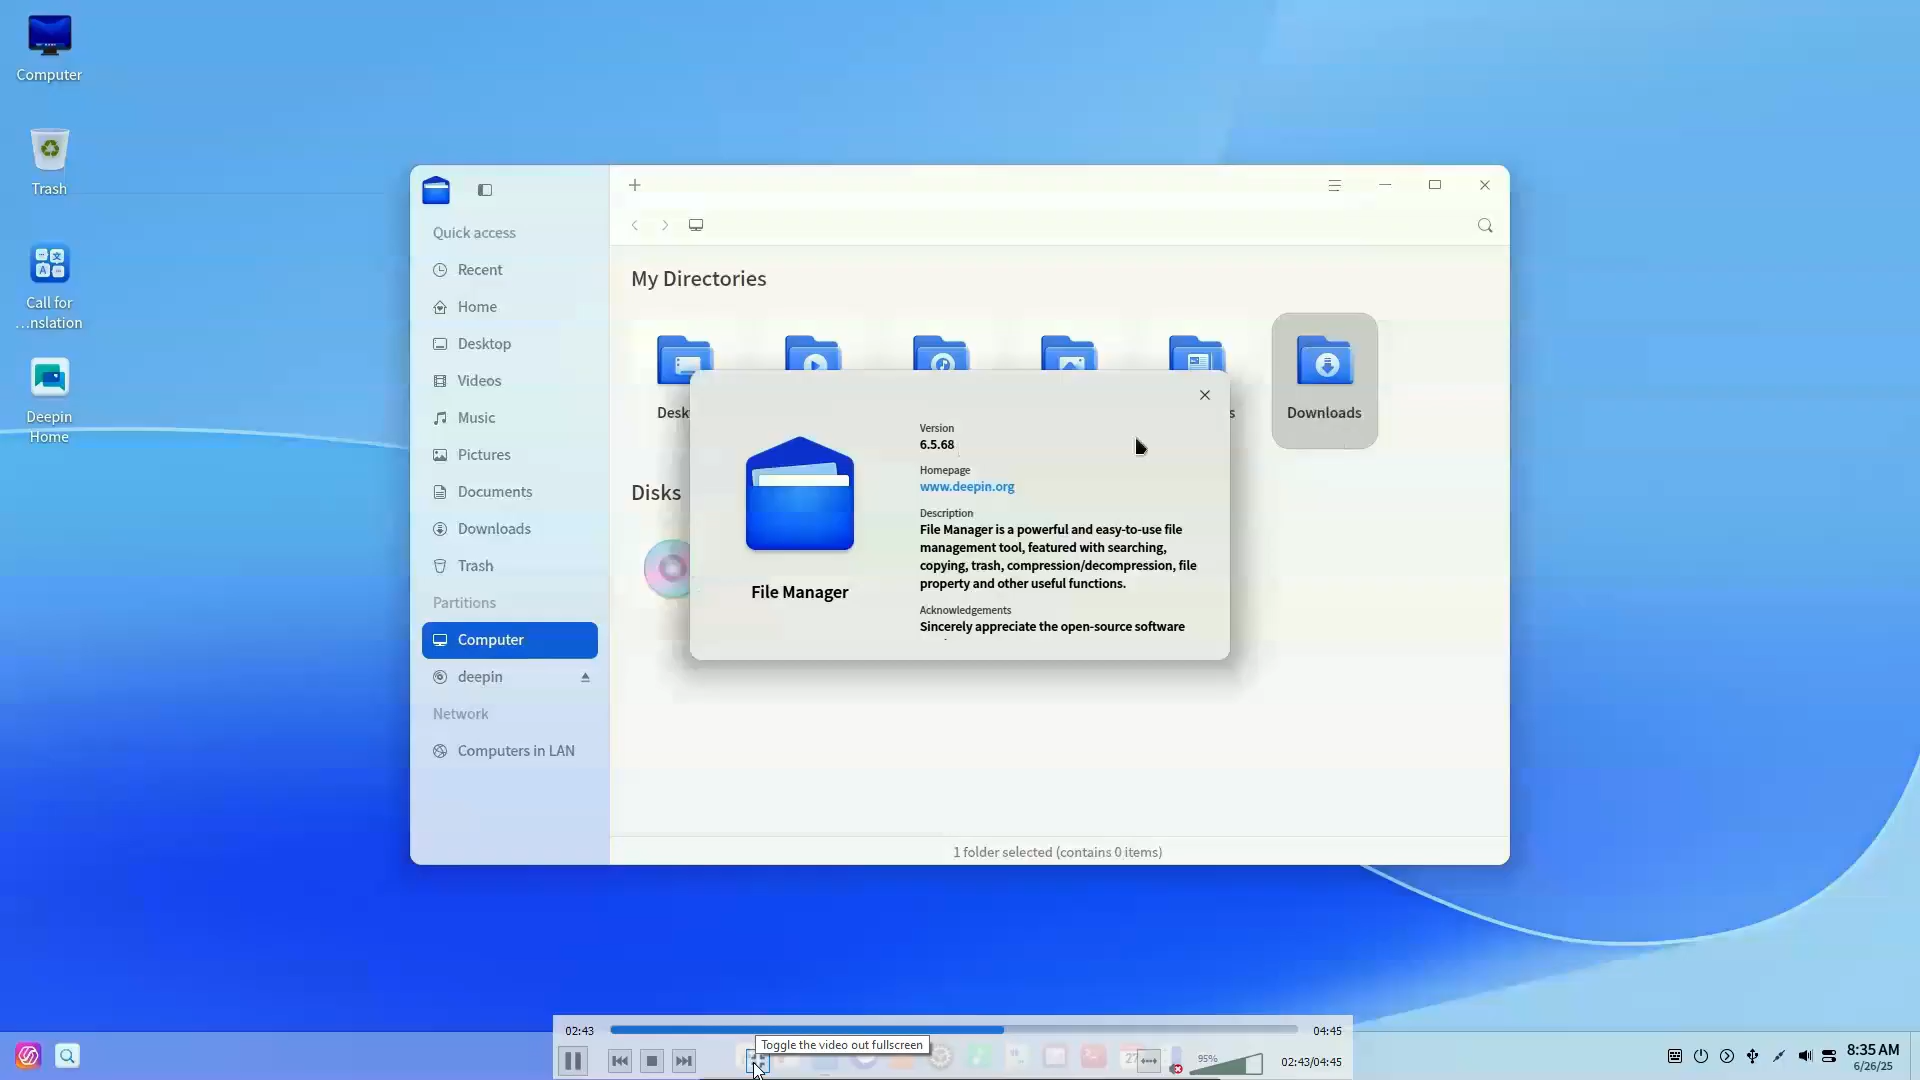 Computer
Trash
Call for
...nslation
Deepin
Home
Quick access
Recent
Home
Desktop
Videos
Music
Pictures
Documents
Downloads
Trash
Partitions
Computer
deepin
Network
Computers in LAN
My Directories
Desk
s
Downloads
Disks
Version
6.5.68
Homepage
www.deepin.org
Description
File Manager is a powerful and easy-to-use file
management tool, featured with searching,
copying, trash, compression/decompression, file
property and other useful functions.
Acknowledgements
Sincerely appreciate the open-source software
File Manager
1 folder selected (contains 0 items)
02:43
04:45
Toggle the video out fullscreen
95%
02:43/04:45
8:35 AM
6/26/25